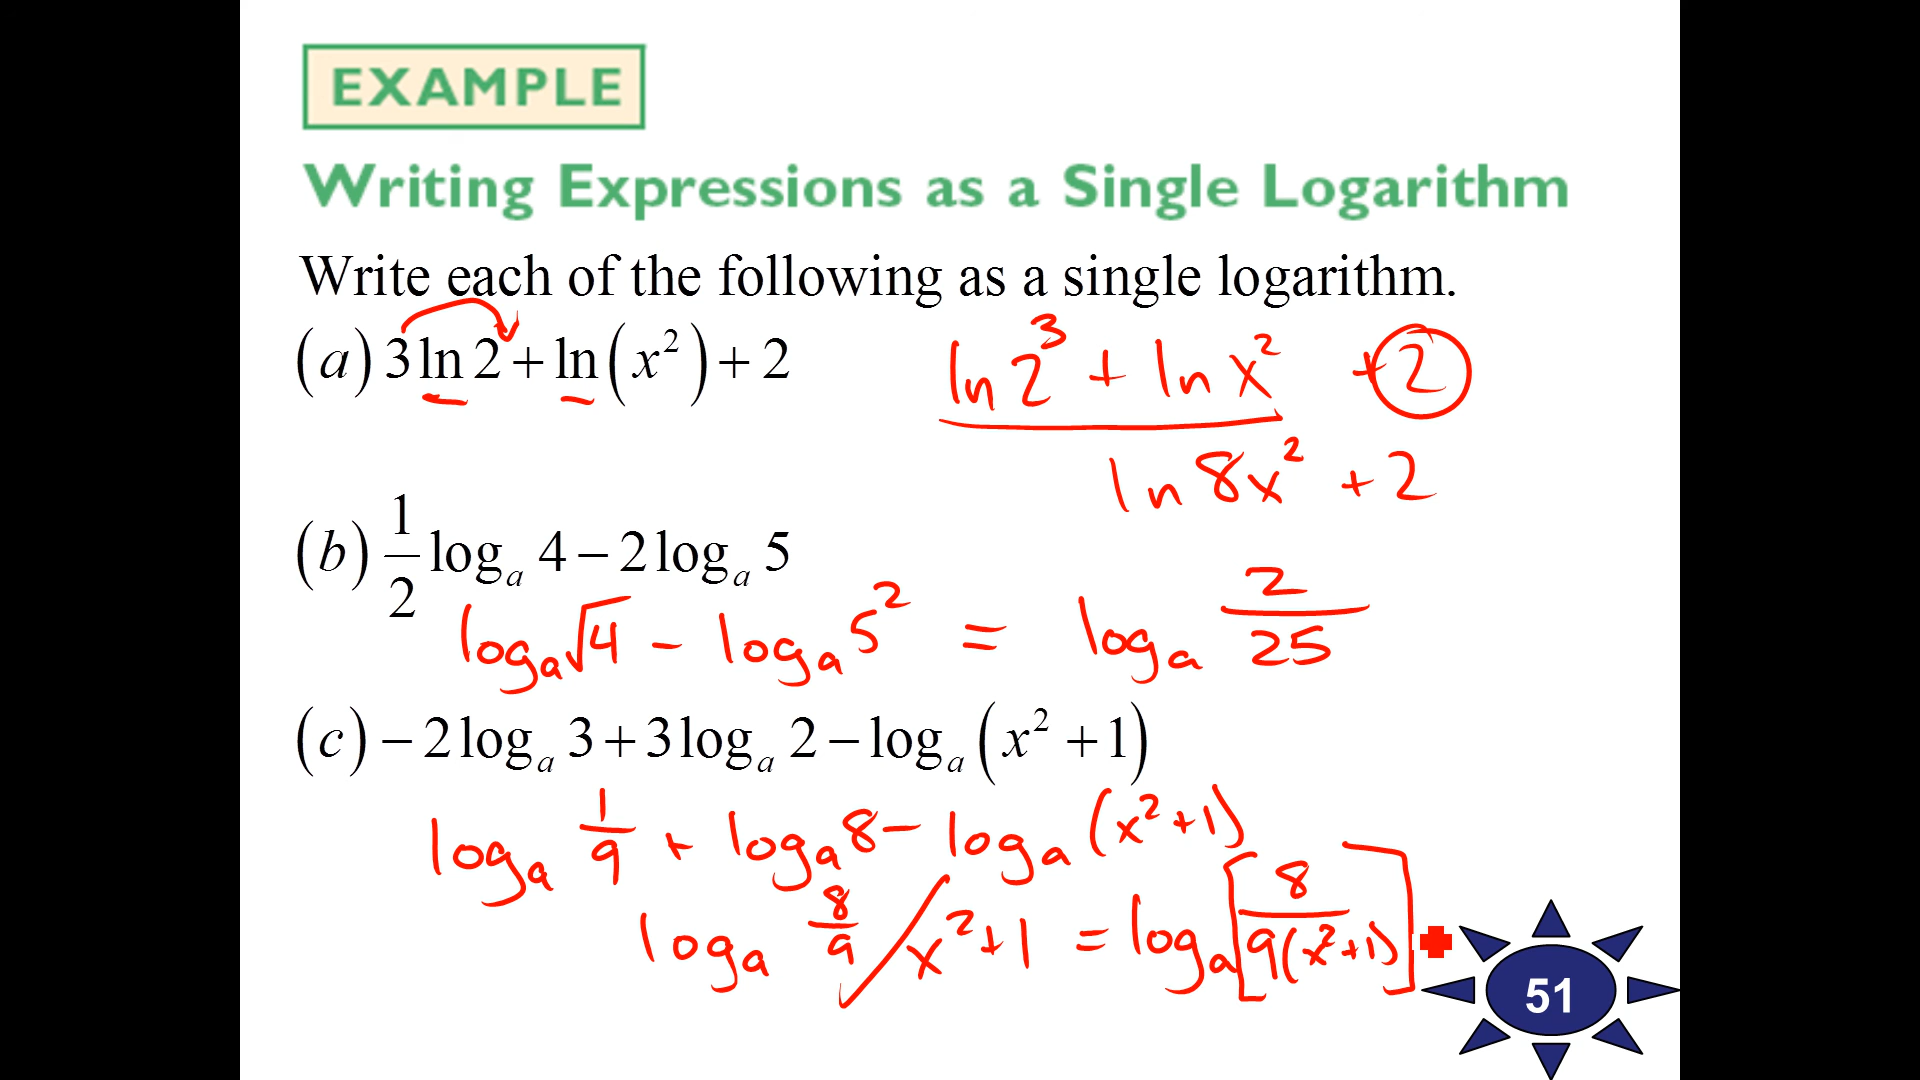 EXAMPLE
Writing Expressions as a Single Logarithm
Write each of the following as a single logarithm.
(a) 3 ln 2 + ln(x²) + 2
ln 2³ + ln x² + 2
ln 8x² + 2
(b) 1/2 logₐ 4 − 2 logₐ 5
logₐ √4 − logₐ 5² = logₐ 2/25
(c) − 2 logₐ 3 + 3 logₐ 2 − logₐ (x² + 1)
logₐ 1/9 + logₐ 8 − logₐ (x² + 1)
logₐ 8/9 / x² + 1 = logₐ [8/9(x² + 1)]
51